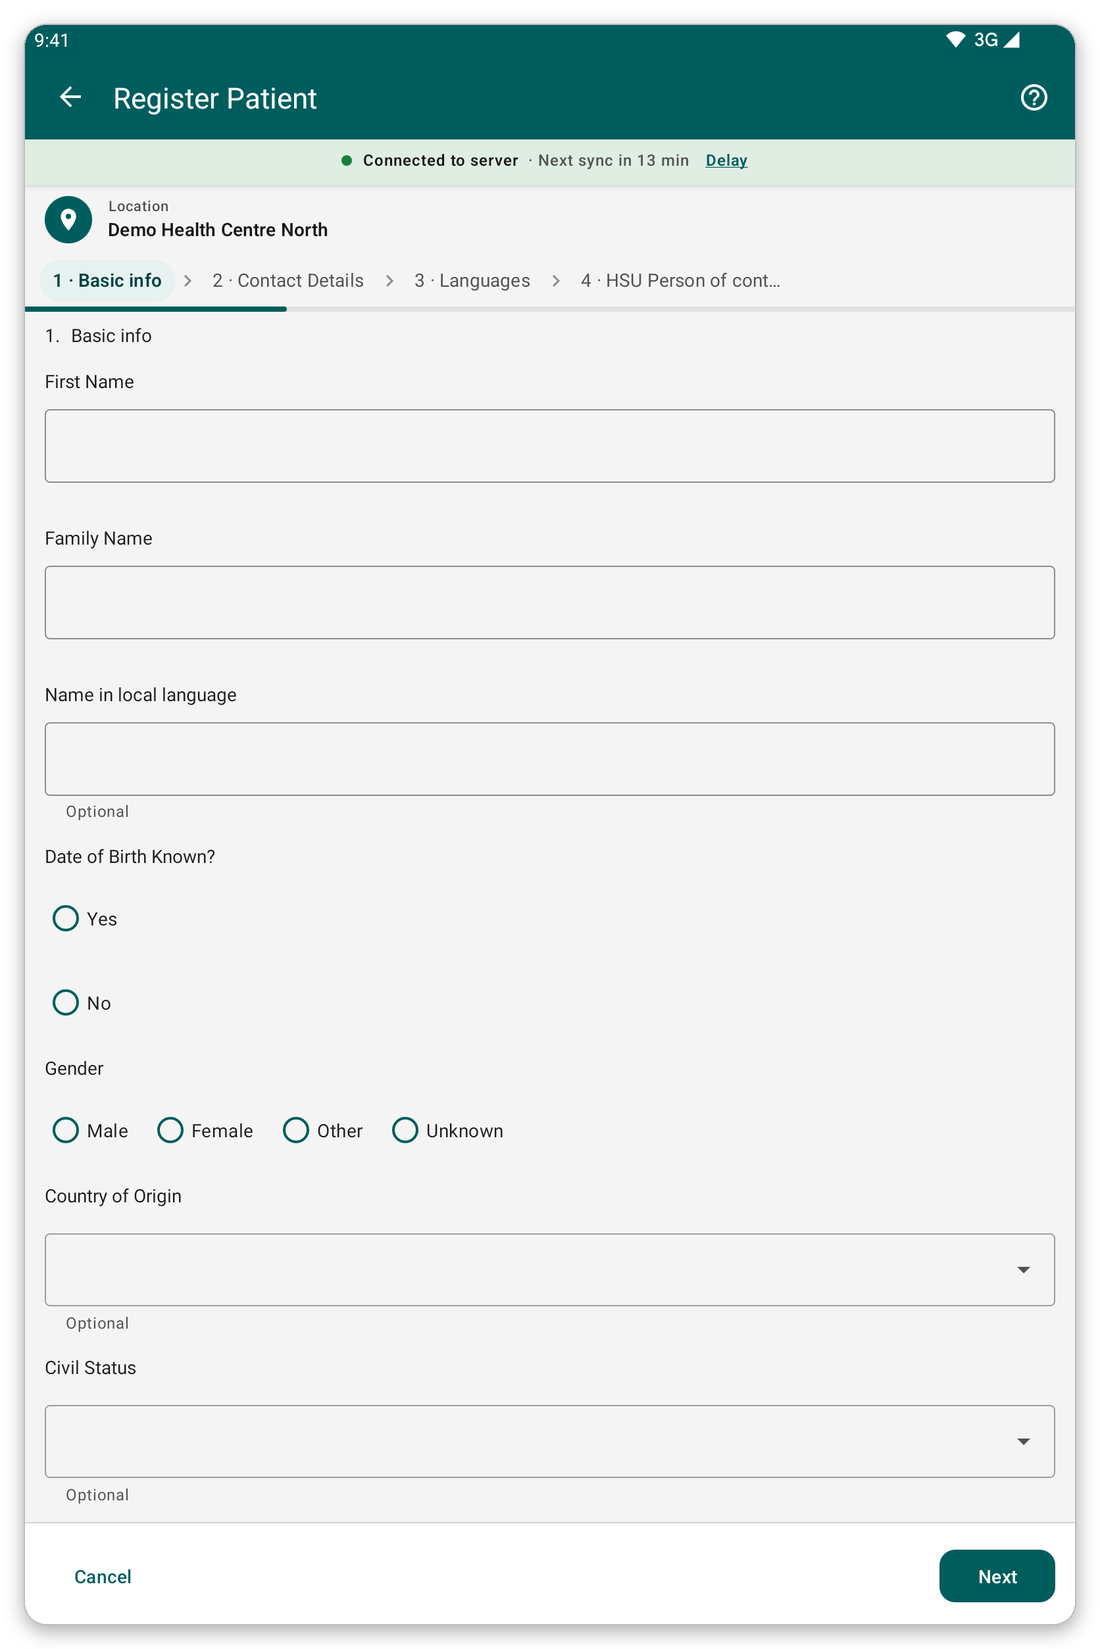 9:41
3G
Register Patient
Connected to server · Next sync in 13 min Delay
Location
Demo Health Centre North
1 · Basic info
2 · Contact Details
3 · Languages
4 · HSU Person of cont...
1. Basic info
First Name
Family Name
Name in local language
Optional
Date of Birth Known?
Yes
No
Gender
Male Female Other Unknown
Country of Origin
Optional
Civil Status
Optional
Cancel
Next